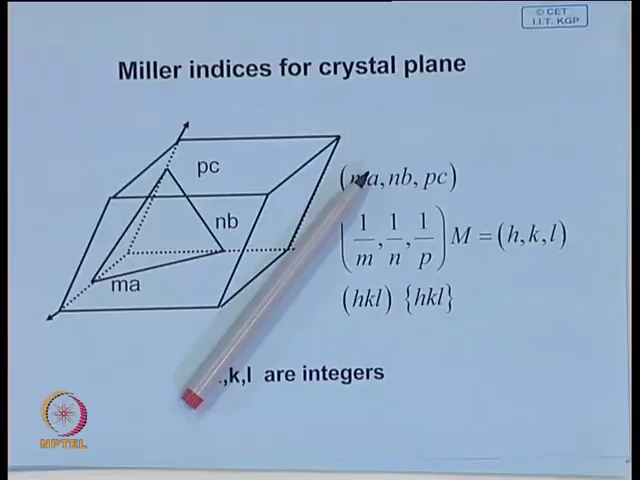 © CET
I.I.T. KGP
Miller indices for crystal plane
pc
nb
ma
(ma, nb, pc)
(1/m, 1/n, 1/p) M = (h, k, l)
(hkl) {hkl}
,k,l are integers
NPTEL